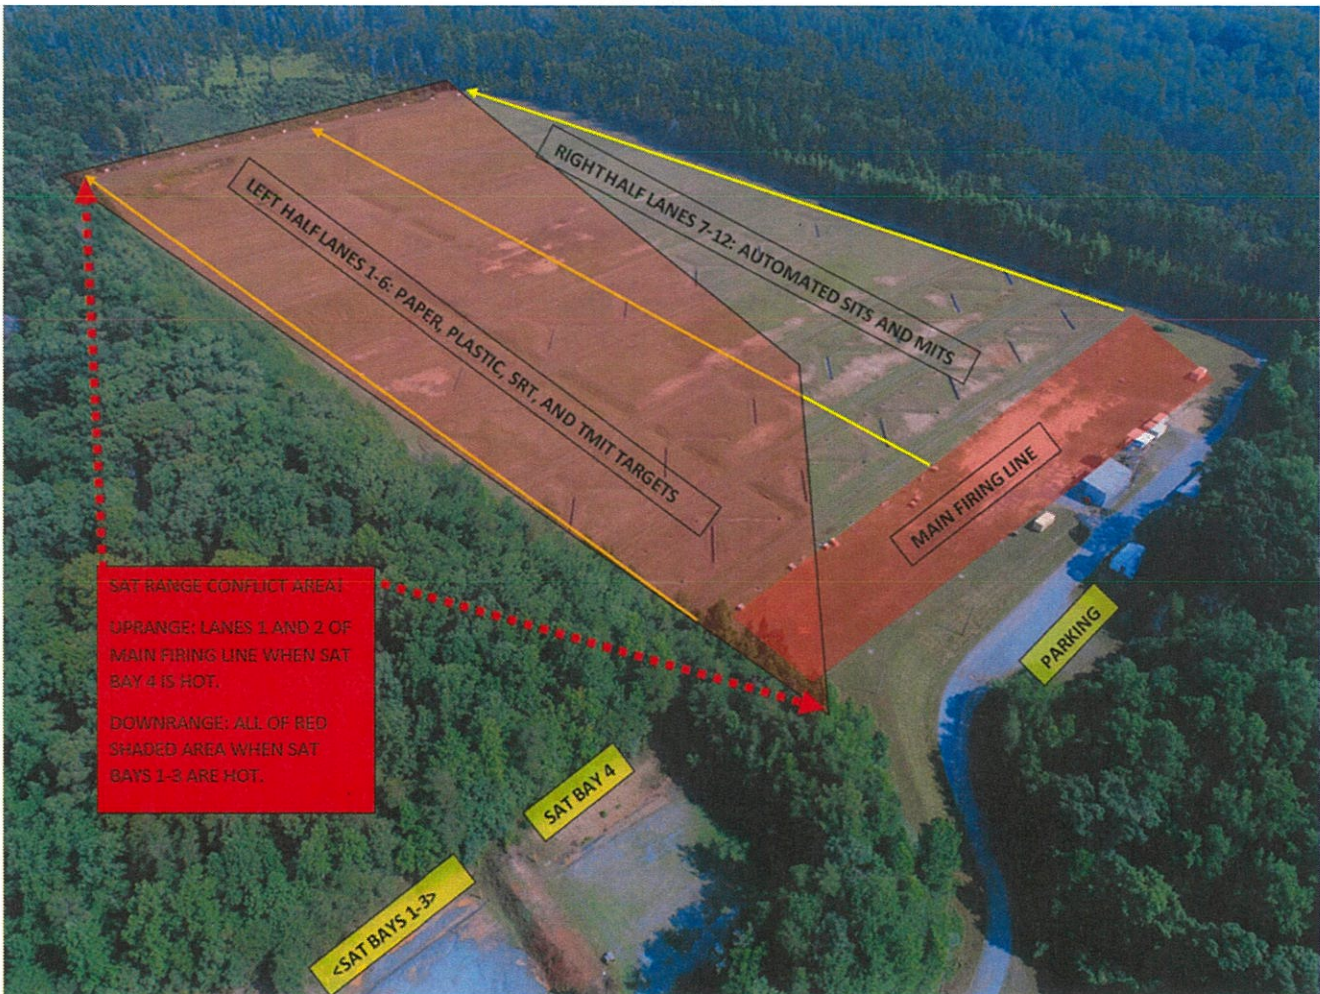 RIGHT HALF LANES 7-12: AUTOMATED SITS AND MITS
LEFT HALF LANES 1-6: PAPER, PLASTIC, SRT, AND TMIT TARGETS
MAIN FIRING LINE
PARKING
SAT RANGE CONFLICT AREA!
UPRANGE: LANES 1 AND 2 OF
MAIN FIRING LINE WHEN SAT
BAY 4 IS HOT.
DOWNRANGE: ALL OF RED
SHADED AREA WHEN SAT
BAYS 1-3 ARE HOT.
SAT BAY 4
<SAT BAYS 1-3>